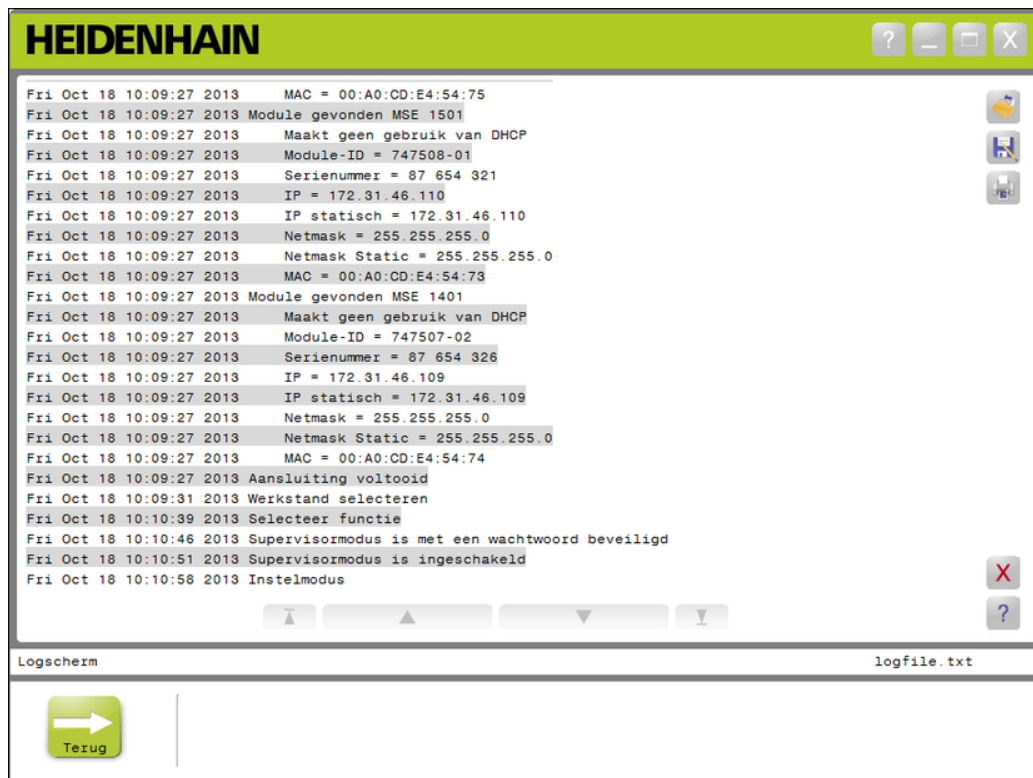 HEIDENHAIN
? _ X
Fri Oct 18 10:09:27 2013 MAC = 00:A0:CD:E4:54:75
Fri Oct 18 10:09:27 2013 Module gevonden MSE 1501
Fri Oct 18 10:09:27 2013 Maakt geen gebruik van DHCP
Fri Oct 18 10:09:27 2013 Module-ID = 747508-01
Fri Oct 18 10:09:27 2013 Serienummer = 87 654 321
Fri Oct 18 10:09:27 2013 IP = 172.31.46.110
Fri Oct 18 10:09:27 2013 IP statisch = 172.31.46.110
Fri Oct 18 10:09:27 2013 Netmask = 255.255.255.0
Fri Oct 18 10:09:27 2013 Netmask Static = 255.255.255.0
Fri Oct 18 10:09:27 2013 MAC = 00:A0:CD:E4:54:73
Fri Oct 18 10:09:27 2013 Module gevonden MSE 1401
Fri Oct 18 10:09:27 2013 Maakt geen gebruik van DHCP
Fri Oct 18 10:09:27 2013 Module-ID = 747507-02
Fri Oct 18 10:09:27 2013 Serienummer = 87 654 326
Fri Oct 18 10:09:27 2013 IP = 172.31.46.109
Fri Oct 18 10:09:27 2013 IP statisch = 172.31.46.109
Fri Oct 18 10:09:27 2013 Netmask = 255.255.255.0
Fri Oct 18 10:09:27 2013 Netmask Static = 255.255.255.0
Fri Oct 18 10:09:27 2013 MAC = 00:A0:CD:E4:54:74
Fri Oct 18 10:09:27 2013 Aansluiting voltooid
Fri Oct 18 10:09:31 2013 Werkstand selecteren
Fri Oct 18 10:10:39 2013 Selecteer functie
Fri Oct 18 10:10:46 2013 Supervisormodus is met een wachtwoord beveiligd
Fri Oct 18 10:10:51 2013 Supervisormodus is ingeschakeld
Fri Oct 18 10:10:58 2013 Instelmodus
X
?
Logscherm logfile.txt
Terug